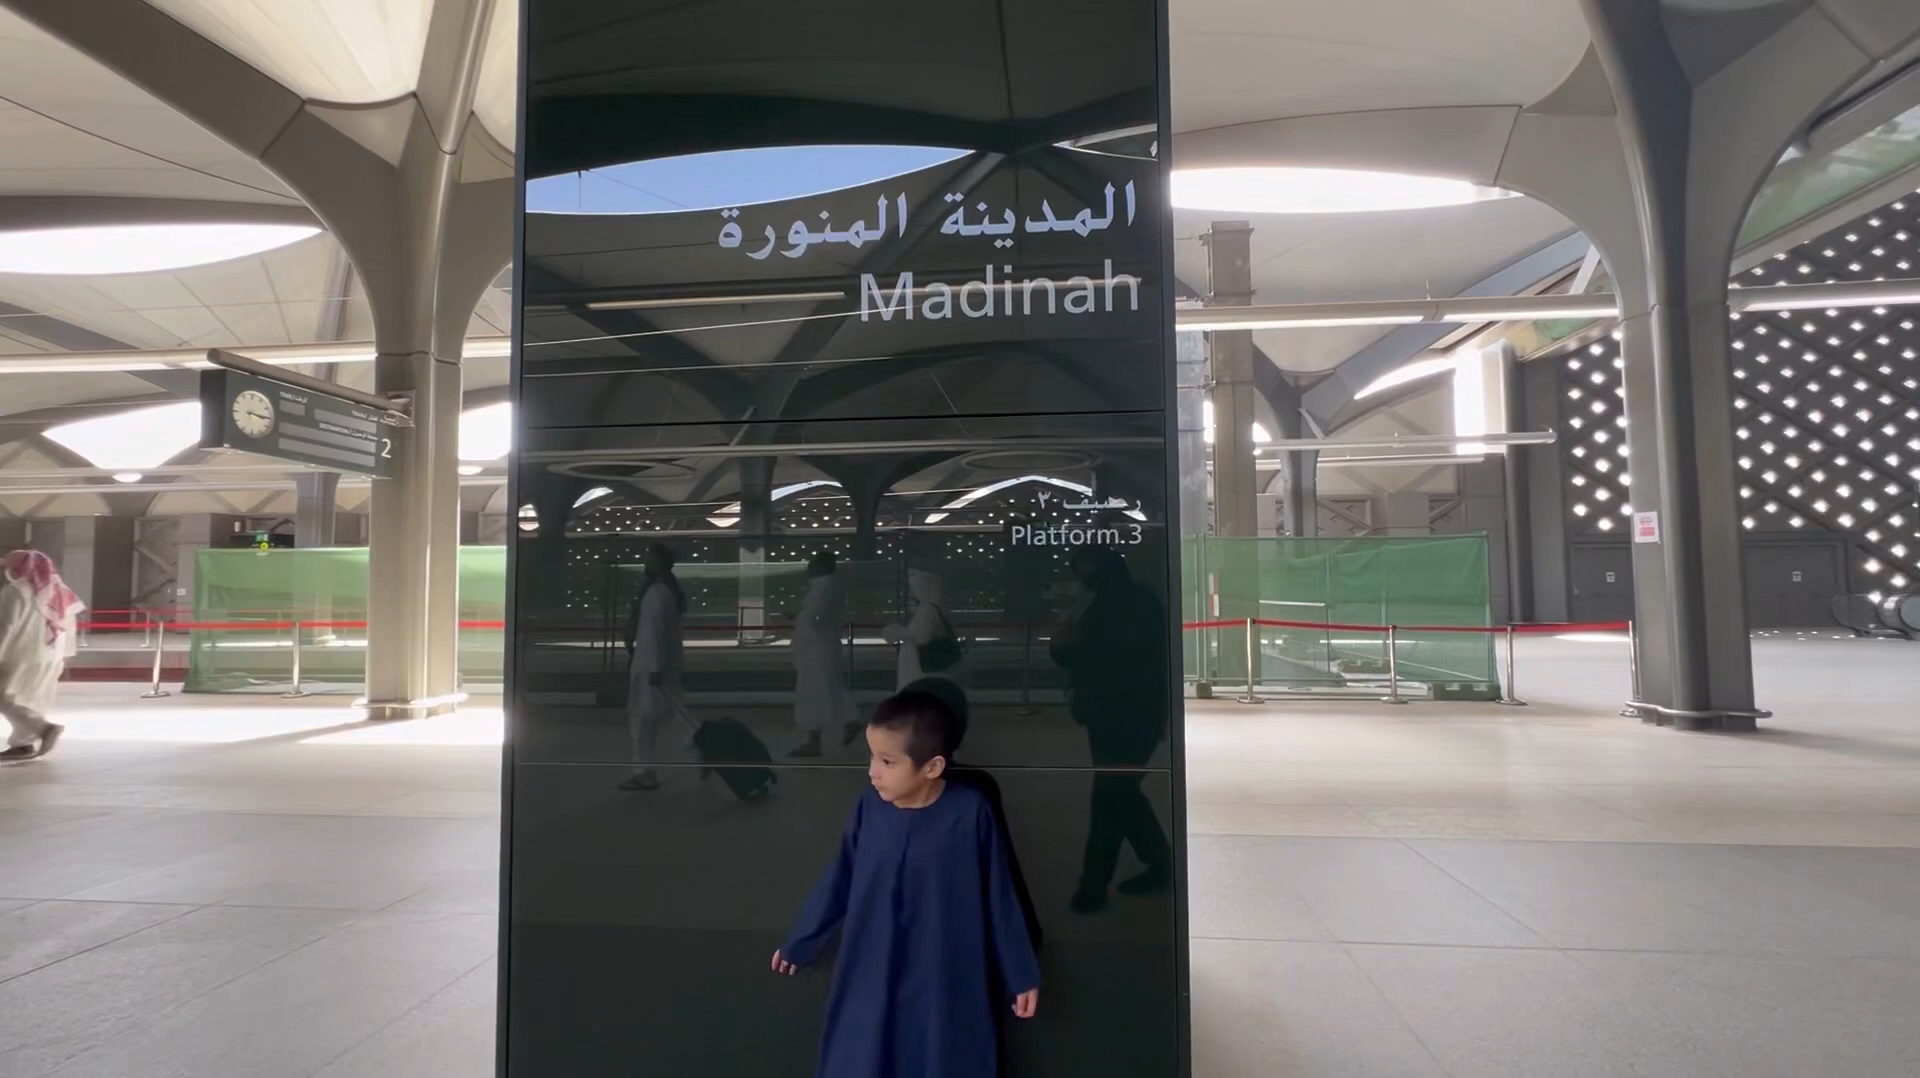 المدينة المنورة
Madinah
رصيف ٣
Platform 3
2